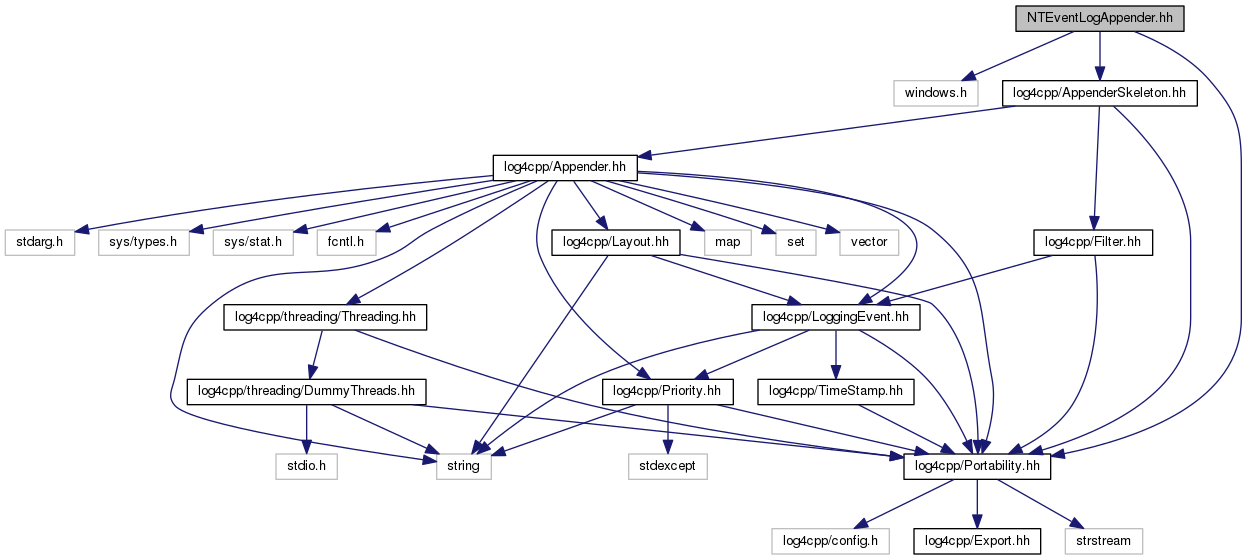 NTEventLogAppender.hh
windows.h
log4cpp/AppenderSkeleton.hh
log4cpp/Appender.hh
stdarg.h
sys/types.h
sys/stat.h
fcntl.h
log4cpp/Layout.hh
map
set
vector
log4cpp/Filter.hh
log4cpp/threading/Threading.hh
log4cpp/LoggingEvent.hh
log4cpp/threading/DummyThreads.hh
log4cpp/Priority.hh
log4cpp/TimeStamp.hh
stdio.h
string
stdexcept
log4cpp/Portability.hh
log4cpp/config.h
log4cpp/Export.hh
strstream